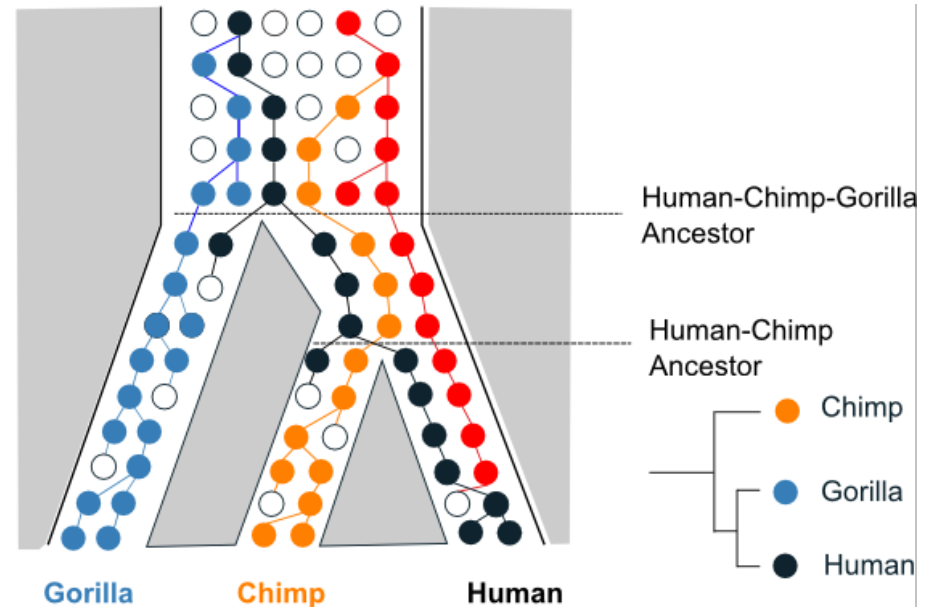 Human-Chimp-Gorilla
Ancestor
Human-Chimp
Ancestor
Chimp
Gorilla
Human
Gorilla
Chimp
Human